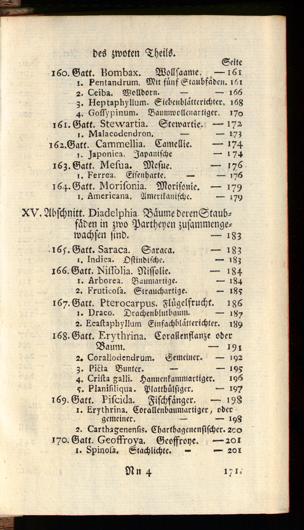 des zwoten Theils.
Seite
160. Gatt. Bombax. Wollsaame. — 161
1. Pentandrum. Mit fünf Staubfäden. 161
2. Ceiba. Wolldorn. — — 166
3. Heptaphyllum. Siebenblätterichter. 168
4. Gossypinum. Baumwollenartiger. 170
161. Gatt. Stewartia. Stewartie. — 172
1. Malacodendron. — — 173
162. Gatt. Cammellia. Camellie. — 174
1. Japonica. Japanische — 174
163. Gatt. Mesua. Mesue. — 176
1. Ferrea. Eisenharte. — — 176
164. Gatt. Morisonia. Morisonie. — 179
1. Americana. Amerikanische. — 179
XV. Abschnitt. Diadelphia Bäume deren Staub-
fäden in zwo Partheyen zusammenge-
wachsen sind. — — 183
165. Gatt. Saraca. Saraca. — 183
1. Indica. Ostindische. — — 183
166. Gatt. Nissolia. Nissolie. — 184
1. Arborea. Baumartige. — 184
2. Fruticosa. Strauchartige. — 185
167. Gatt. Pterocarpus. Flügelfrucht. 186
1. Draco. Drachenblutbaum. — 187
2. Ecastaphyllum Einfachblätterichter. 189
168. Gatt. Erythrina. Corallenflanze oder
Baum. — — 191
2. Corallodendrum. Gemeiner. — 192
3. Picta Bunter. — — 195
4. Crista galli. Hannenkammartiger. 196
5. Planisiliqua. Platthülsiger. — 197
169. Gatt. Piscida. Fischfänger. — 198
1. Erythrina. Corallenbaumartiger, oder
gemeiner. — — 198
2. Carthagenensis. Charthagenensischer. 200
170. Gatt. Geoffroya. Geoffroye. — 201
1. Spinosa. Stachlichte. — — 201
Nn 4
171.